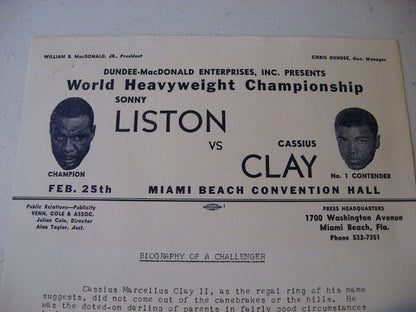 WILLIAM B. MacDONALD, JR., President
CHRIS DUNDEE, Gen. Manager
DUNDEE-MacDONALD ENTERPRISES, INC. PRESENTS
World Heavyweight Championship
SONNY
LISTON
VS
CASSIUS
CLAY
CHAMPION
No. 1 CONTENDER
FEB. 25th
MIAMI BEACH CONVENTION HALL
Public Relations—Publicity
VENN, COLE & ASSOC.
Julian Cole, Director
Alan Taylor, Asst.
PRESS HEADQUARTERS
1700 Washington Avenue
Miami Beach, Fla.
Phone 532-7351
BIOGRAPHY OF A CHALLENGER
Cassius Marcellus Clay II, as the regal ring of his name
suggests, did not come out of the canebrakes or the hills. He
was the doted-on darling of parents in fairly good circumstances